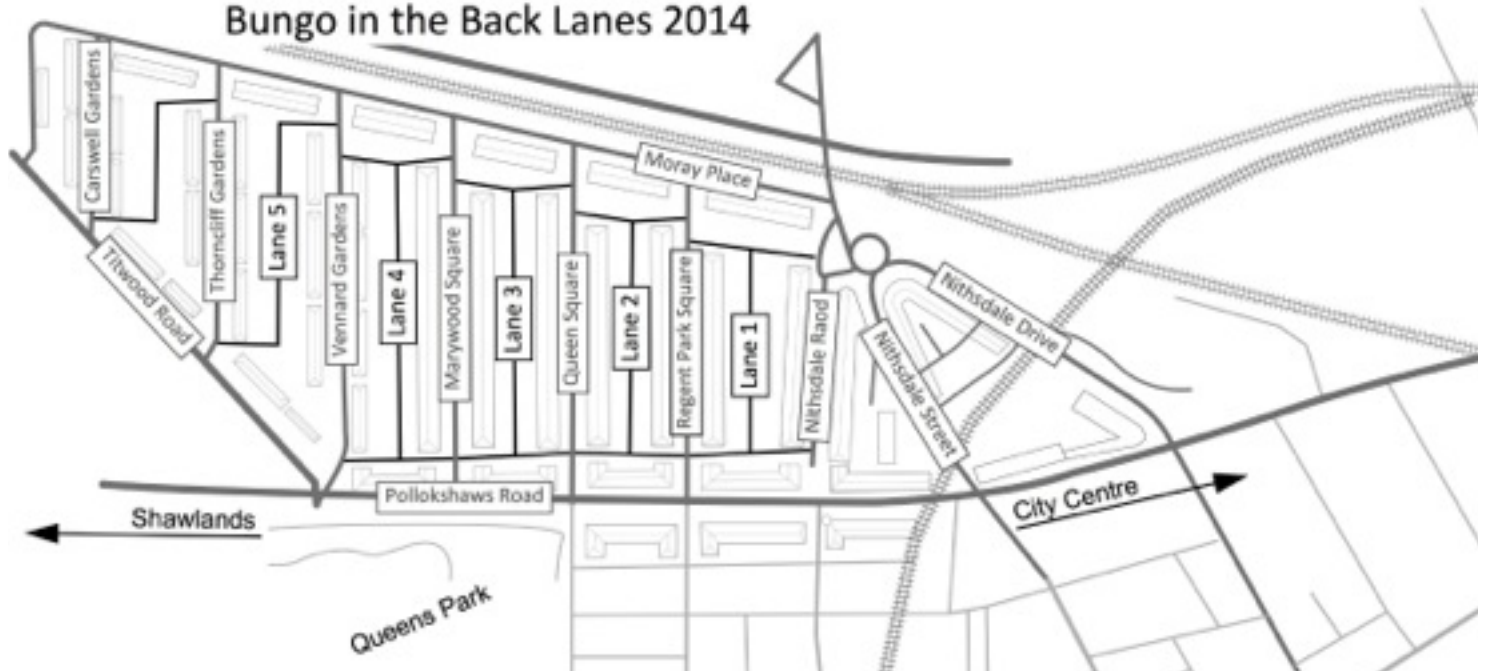 Bungo in the Back Lanes 2014
Carswell Gardens
Thorncliff Gardens
Lane 5
Vennard Gardens
Lane 4
Marywood Square
Lane 3
Queen Square
Lane 2
Regent Park Square
Lane 1
Nithsdale Raod
Moray Place
Nithsdale Drive
Nithsdale Street
Titwood Road
Pollokshaws Road
City Centre
Shawlands
Queens Park